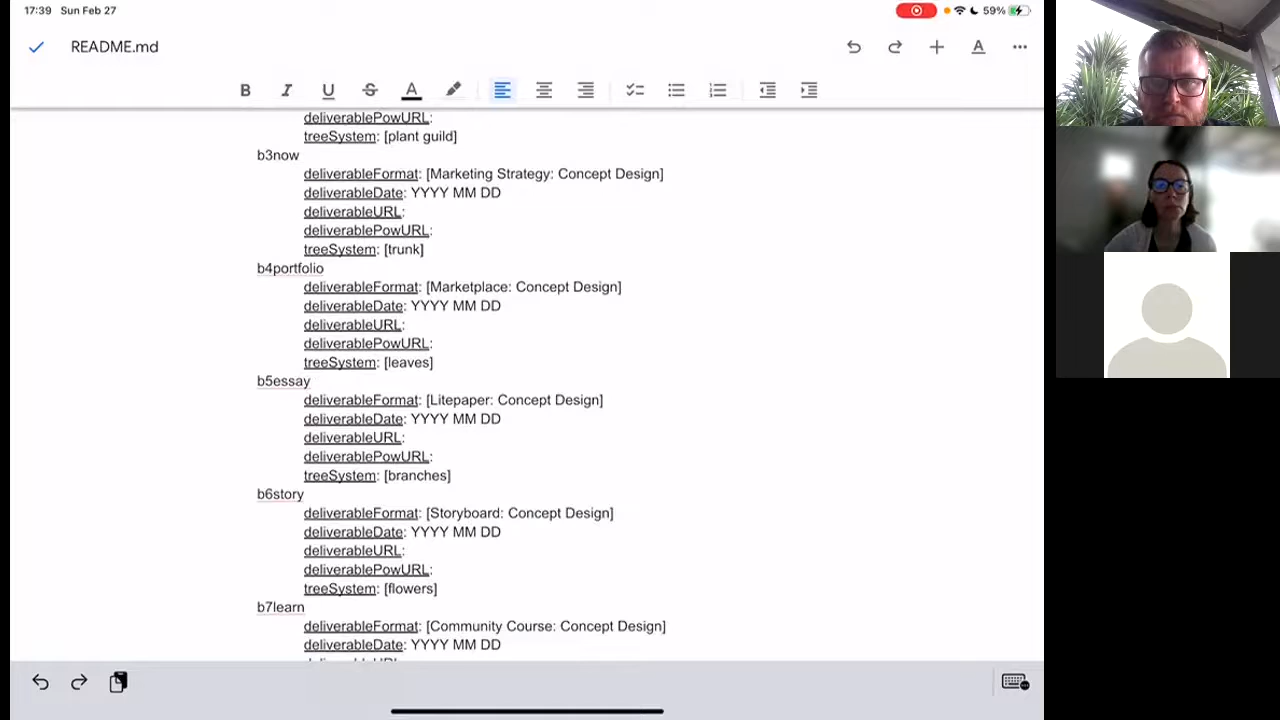 17:39 Sun Feb 27
59%
README.md
B I U S A
deliverablePowURL:
treeSystem: [plant guild]
b3now
deliverableFormat: [Marketing Strategy: Concept Design]
deliverableDate: YYYY MM DD
deliverableURL:
deliverablePowURL:
treeSystem: [trunk]
b4portfolio
deliverableFormat: [Marketplace: Concept Design]
deliverableDate: YYYY MM DD
deliverableURL:
deliverablePowURL:
treeSystem: [leaves]
b5essay
deliverableFormat: [Litepaper: Concept Design]
deliverableDate: YYYY MM DD
deliverableURL:
deliverablePowURL:
treeSystem: [branches]
b6story
deliverableFormat: [Storyboard: Concept Design]
deliverableDate: YYYY MM DD
deliverableURL:
deliverablePowURL:
treeSystem: [flowers]
b7learn
deliverableFormat: [Community Course: Concept Design]
deliverableDate: YYYY MM DD